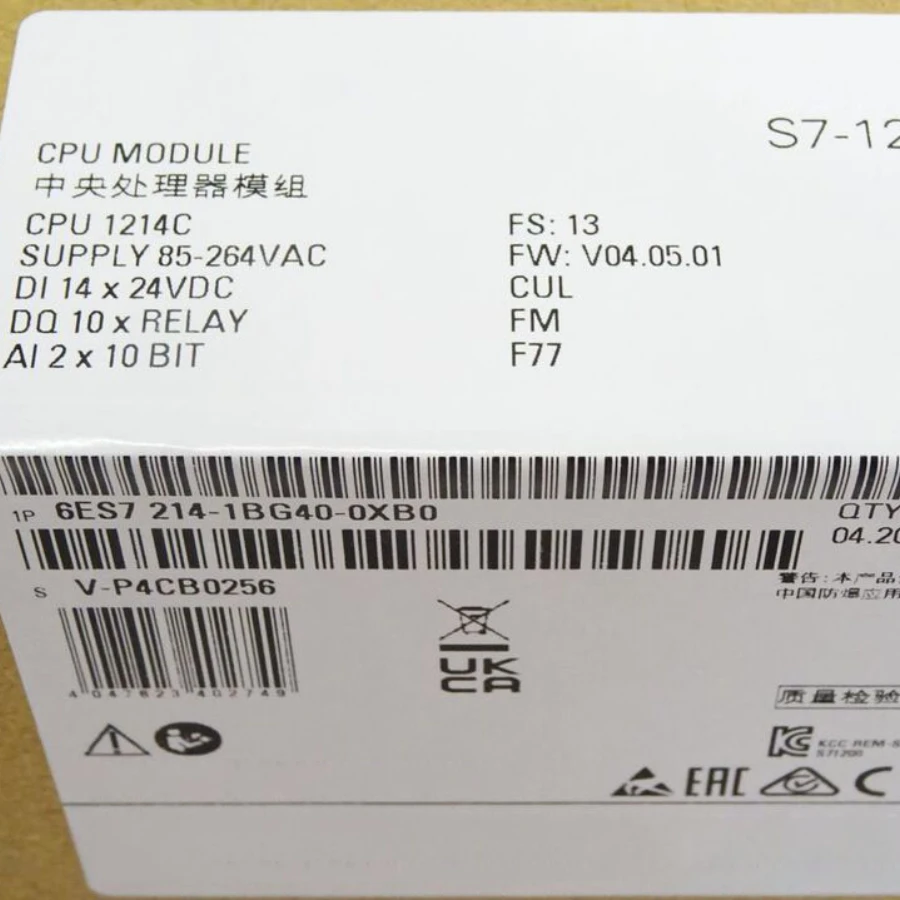 S7-12
CPU MODULE
中央处理器模组
CPU 1214C
SUPPLY 85-264VAC
DI 14 x 24VDC
DQ 10 x RELAY
AI 2 x 10 BIT
FS: 13
FW: V04.05.01
CUL
FM
F77
1P 6ES7 214-1BG40-0XB0
QTY
04.20
S V-P4CB0256
警告:本产品
中国防爆应用
4 047623 402749
UK
CA
质量检验
KCC-REM-S
S71200
EAC
C